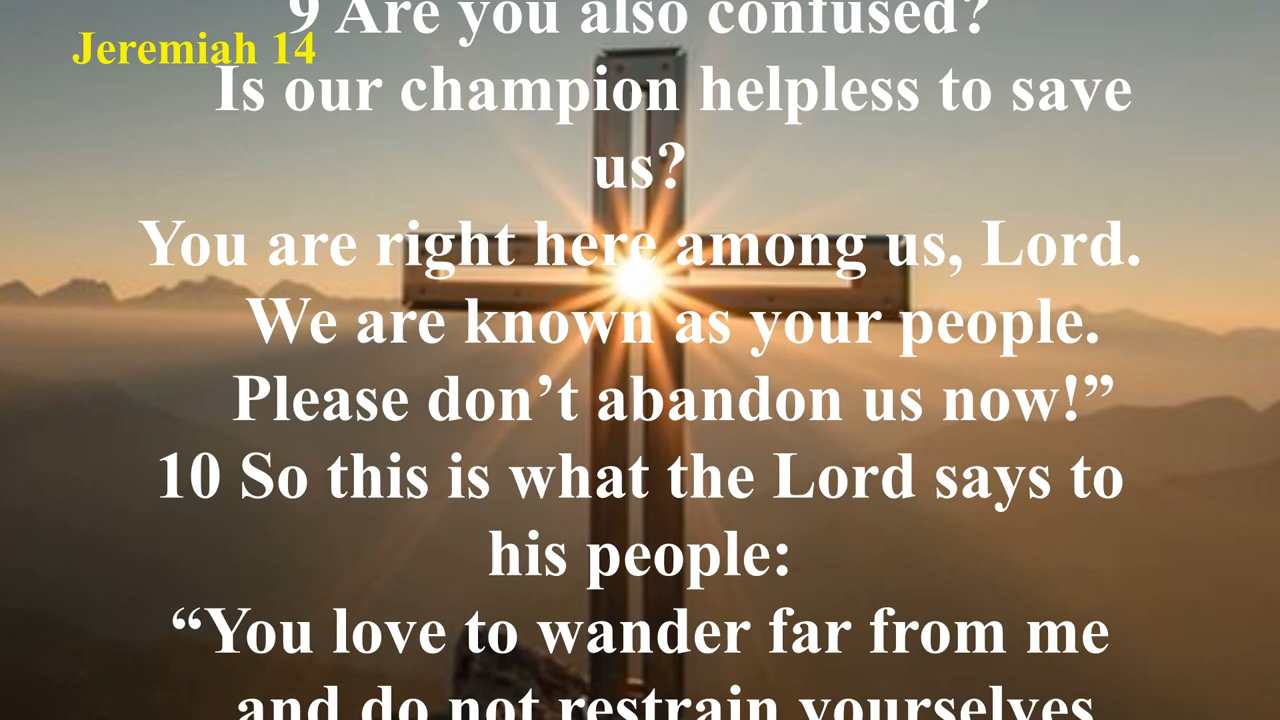 9 Are you also confused?
Jeremiah 14
Is our champion helpless to save
us?
You are right here among us, Lord.
We are known as your people.
Please don’t abandon us now!”
10 So this is what the Lord says to
his people:
“You love to wander far from me
and do not restrain yourselves